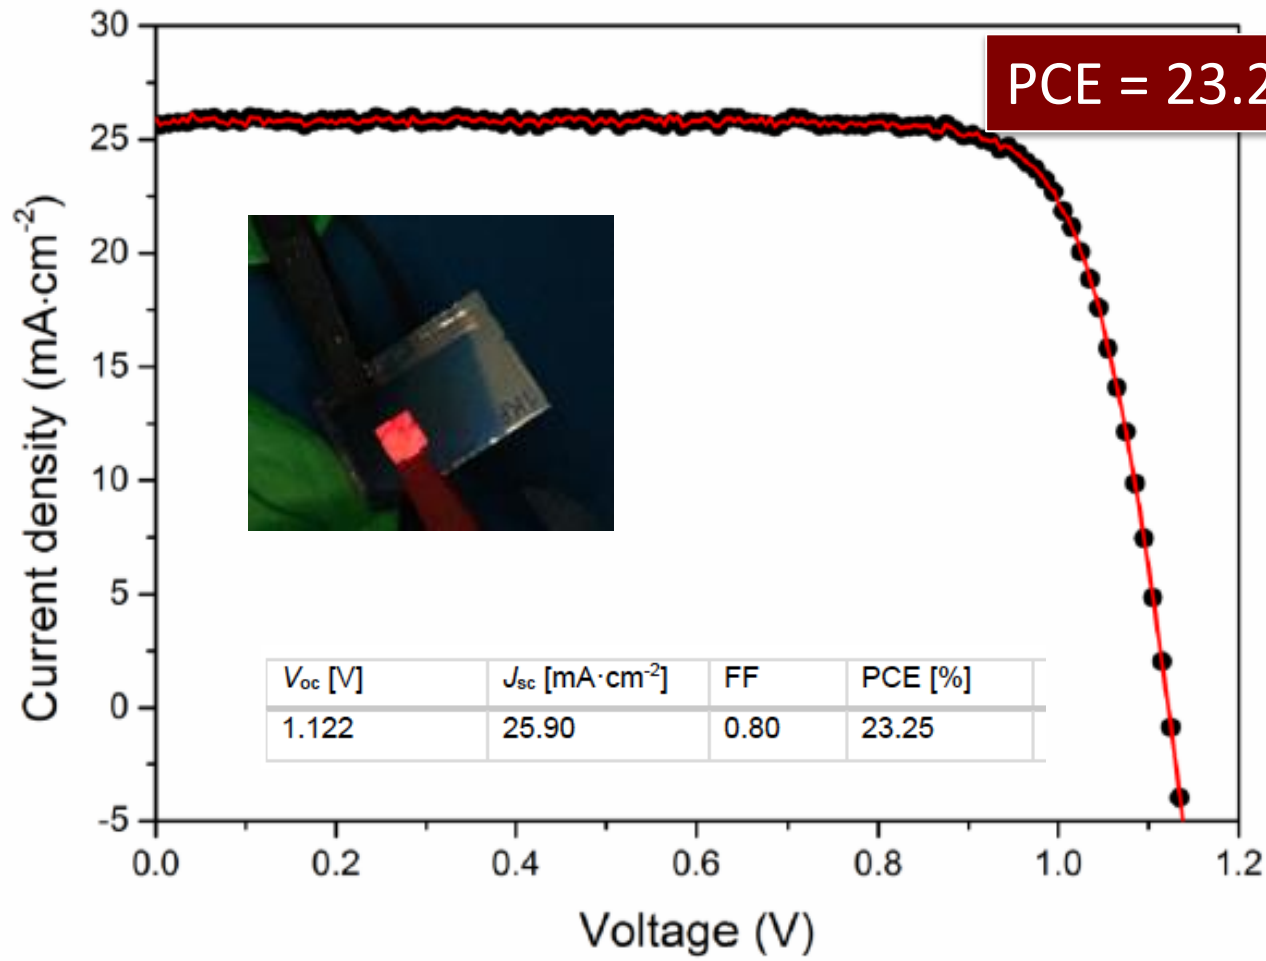 PCE = 23.2
30
25
20
15
10
5
0
-5
Current density (mA·cm⁻²)
V_oc [V] J_sc [mA·cm⁻²] FF PCE [%]
1.122 25.90 0.80 23.25
0.0 0.2 0.4 0.6 0.8 1.0 1.2
Voltage (V)